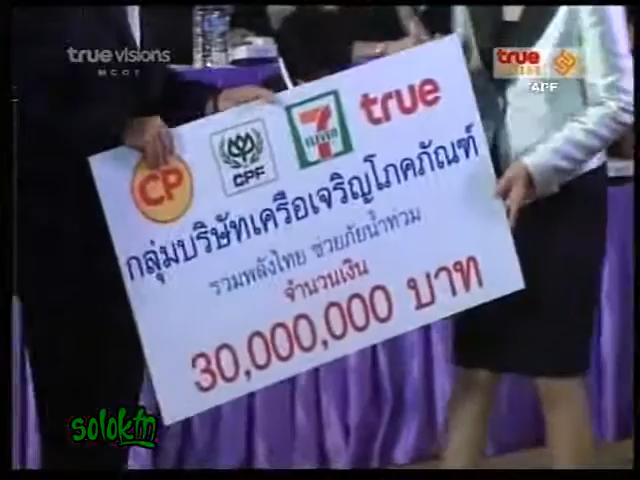 truevisions
MCOT
true
APF
CP
CPF
7
ELEVEN
true
กลุ่มบริษัทเครือเจริญโภคภัณฑ์
รวมพลังไทย ช่วยภัยน้ำท่วม
จำนวนเงิน
30,000,000 บาท
soloktn